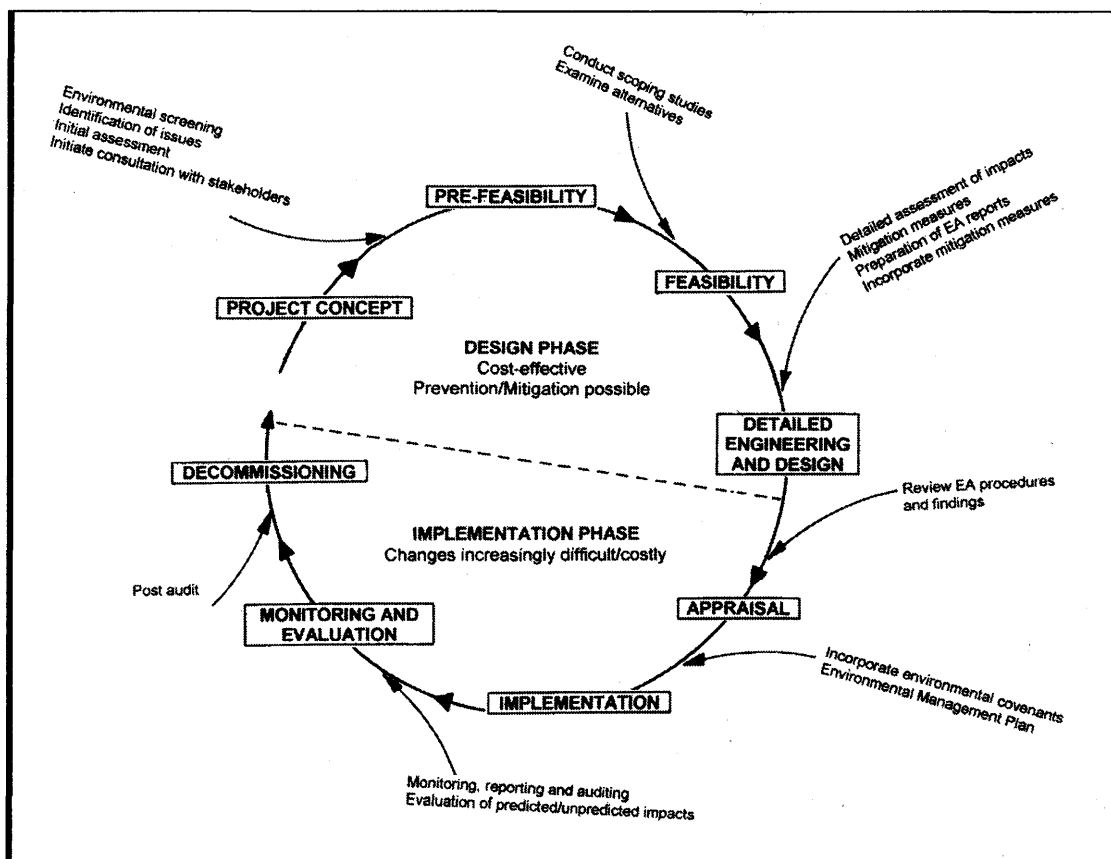 Conduct scoping studies
Examine alternatives
Environmental screening
Identification of issues
Initial assessment
Initiate consultation with stakeholders
PRE-FEASIBILITY
Detailed assessment of impacts
Mitigation measures
Preparation of EA reports
Incorporate mitigation measures
FEASIBILITY
PROJECT CONCEPT
DESIGN PHASE
Cost-effective
Prevention/Mitigation possible
DETAILED
ENGINEERING
AND DESIGN
DECOMMISSIONING
Review EA procedures
and findings
IMPLEMENTATION PHASE
Changes increasingly difficult/costly
Post audit
APPRAISAL
MONITORING AND
EVALUATION
Incorporate environmental covenants
Environmental Management Plan
IMPLEMENTATION
Monitoring, reporting and auditing
Evaluation of predicted/unpredicted impacts